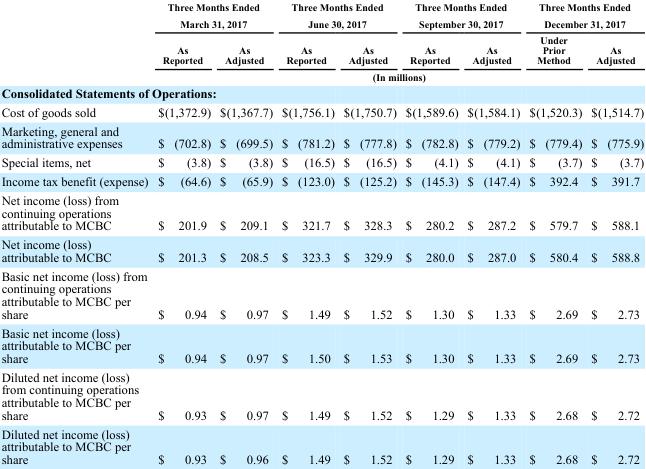 Three Months Ended Three Months Ended Three Months Ended Three Months Ended
March 31, 2017 June 30, 2017 September 30, 2017 December 31, 2017
Under
As As As As As As Prior As
Reported Adjusted Reported Adjusted Reported Adjusted Method Adjusted
(In millions)
Consolidated Statements of Operations:
Cost of goods sold $(1,372.9) $(1,367.7) $(1,756.1) $(1,750.7) $(1,589.6) $(1,584.1) $(1,520.3) $(1,514.7)
Marketing, general and
administrative expenses $ (702.8) $ (699.5) $ (781.2) $ (777.8) $ (782.8) $ (779.2) $ (779.4) $ (775.9)
Special items, net $ (3.8) $ (3.8) $ (16.5) $ (16.5) $ (4.1) $ (4.1) $ (3.7) $ (3.7)
Income tax benefit (expense) $ (64.6) $ (65.9) $ (123.0) $ (125.2) $ (145.3) $ (147.4) $ 392.4 $ 391.7
Net income (loss) from
continuing operations
attributable to MCBC $ 201.9 $ 209.1 $ 321.7 $ 328.3 $ 280.2 $ 287.2 $ 579.7 $ 588.1
Net income (loss)
attributable to MCBC $ 201.3 $ 208.5 $ 323.3 $ 329.9 $ 280.0 $ 287.0 $ 580.4 $ 588.8
Basic net income (loss) from
continuing operations
attributable to MCBC per
share $ 0.94 $ 0.97 $ 1.49 $ 1.52 $ 1.30 $ 1.33 $ 2.69 $ 2.73
Basic net income (loss)
attributable to MCBC per
share $ 0.94 $ 0.97 $ 1.50 $ 1.53 $ 1.30 $ 1.33 $ 2.69 $ 2.73
Diluted net income (loss)
from continuing operations
attributable to MCBC per
share $ 0.93 $ 0.97 $ 1.49 $ 1.52 $ 1.29 $ 1.33 $ 2.68 $ 2.72
Diluted net income (loss)
attributable to MCBC per
share $ 0.93 $ 0.96 $ 1.49 $ 1.52 $ 1.29 $ 1.33 $ 2.68 $ 2.72